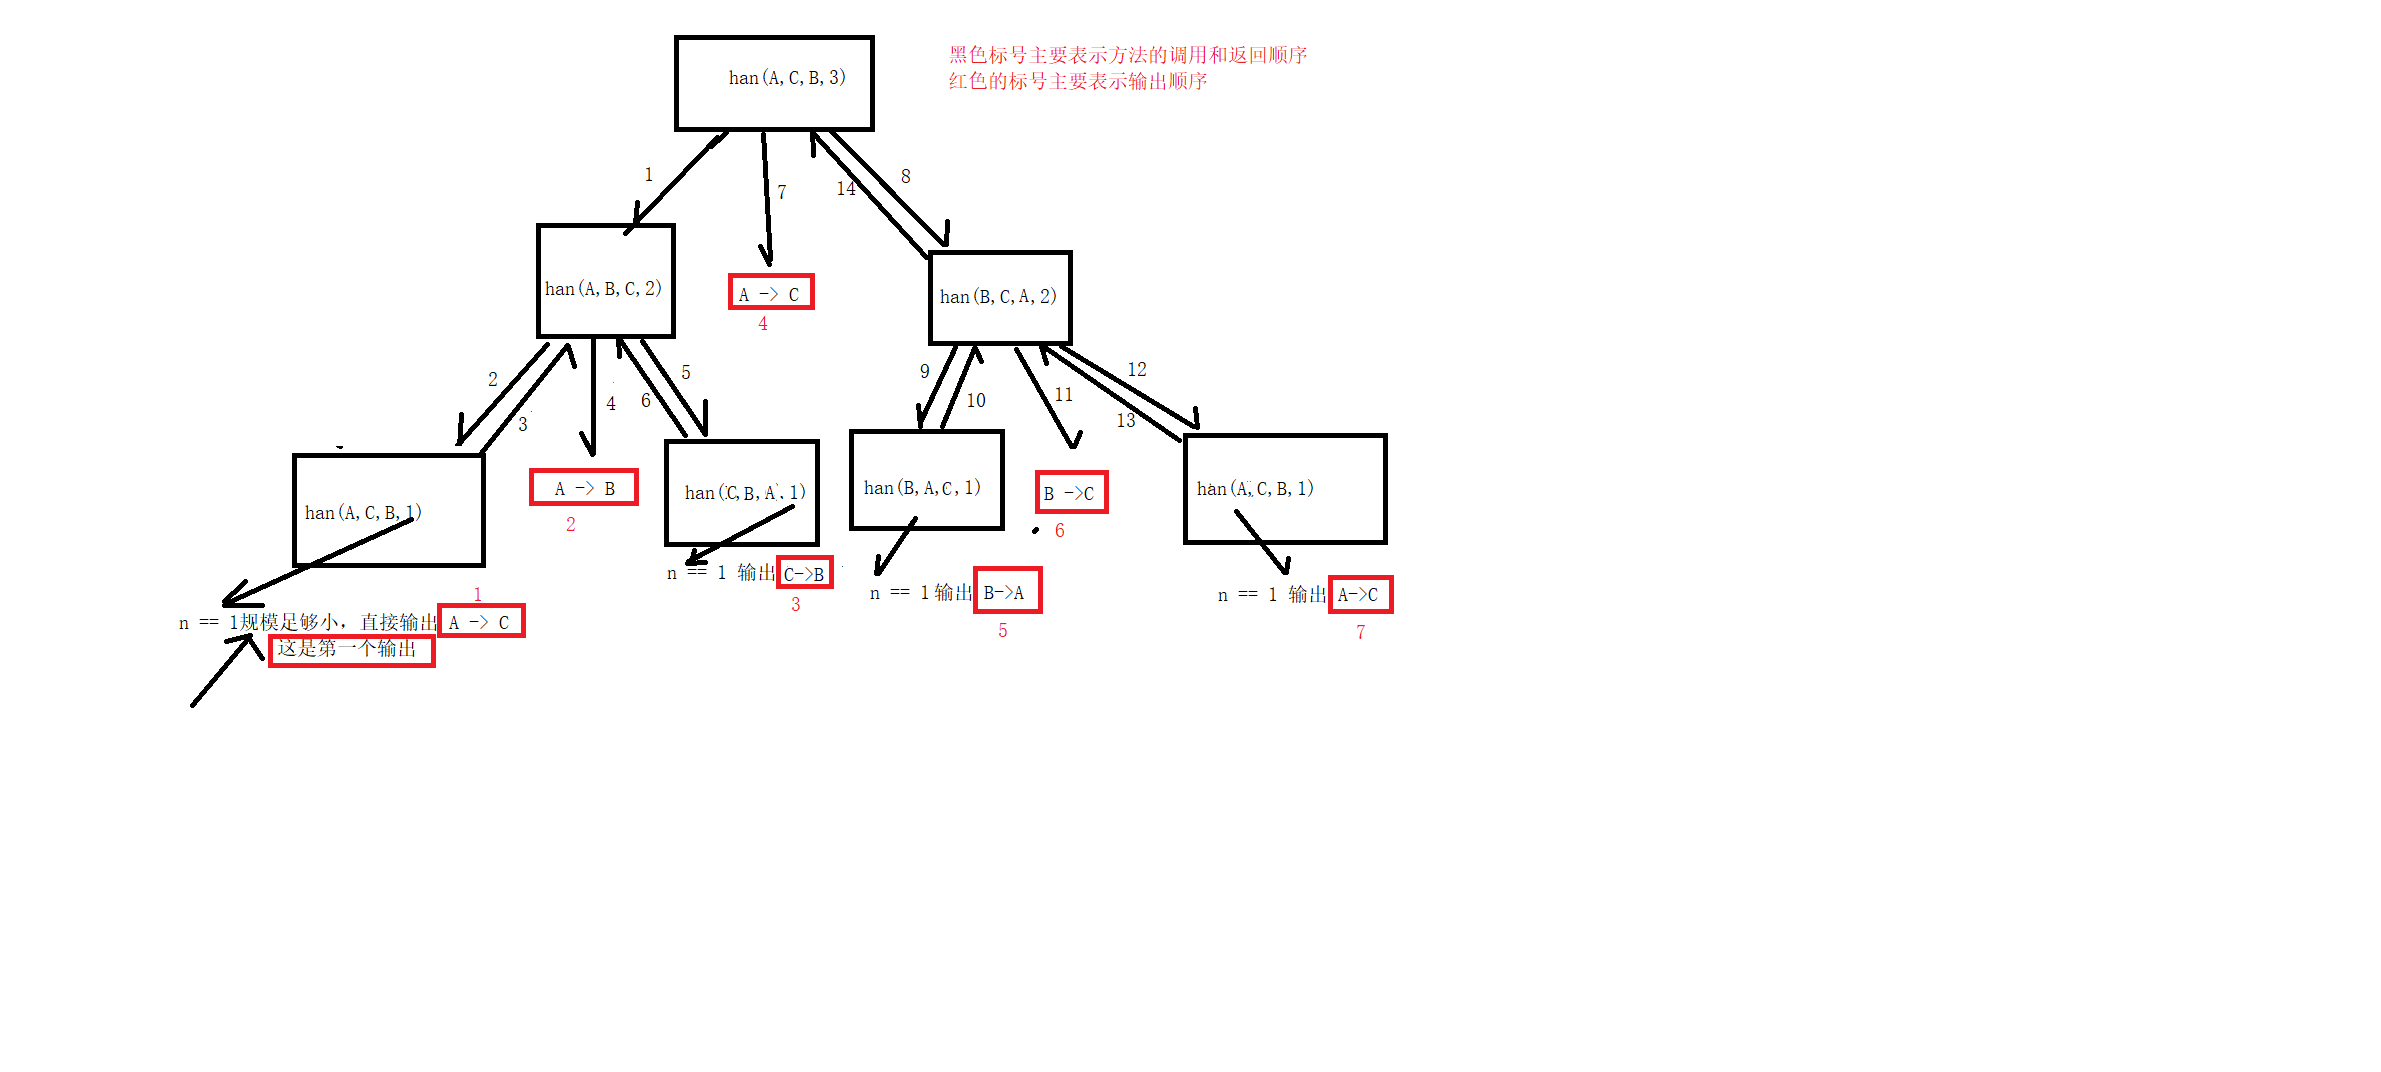 han(A,C,B,3)
黑色标号主要表示方法的调用和返回顺序
红色的标号主要表示输出顺序
1
7
14
8
han(A,B,C,2)
A -> C
4
han(B,C,A,2)
2
3
4
6
5
9
10
11
12
13
han(A,C,B,1)
A -> B
2
han(C,B,A,1)
han(B,A,C,1)
B ->C
6
han(A,C,B,1)
n == 1 输出 C->B
3
n == 1 输出 B->A
5
n == 1 输出 A->C
7
1
n == 1规模足够小，直接输出 A -> C
这是第一个输出